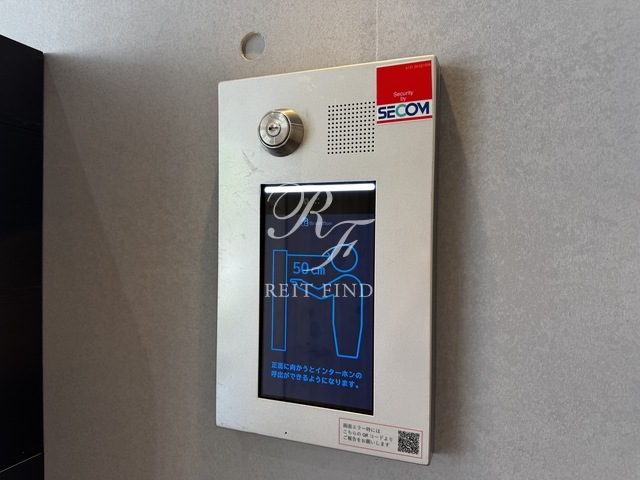 Security
by
SECOM
RF
REIT FIND
50cm
正面に向かうとインターホンの
呼出ができるようになります。
画面エラー時には
こちらのQRコードより
ご報告をお願いします